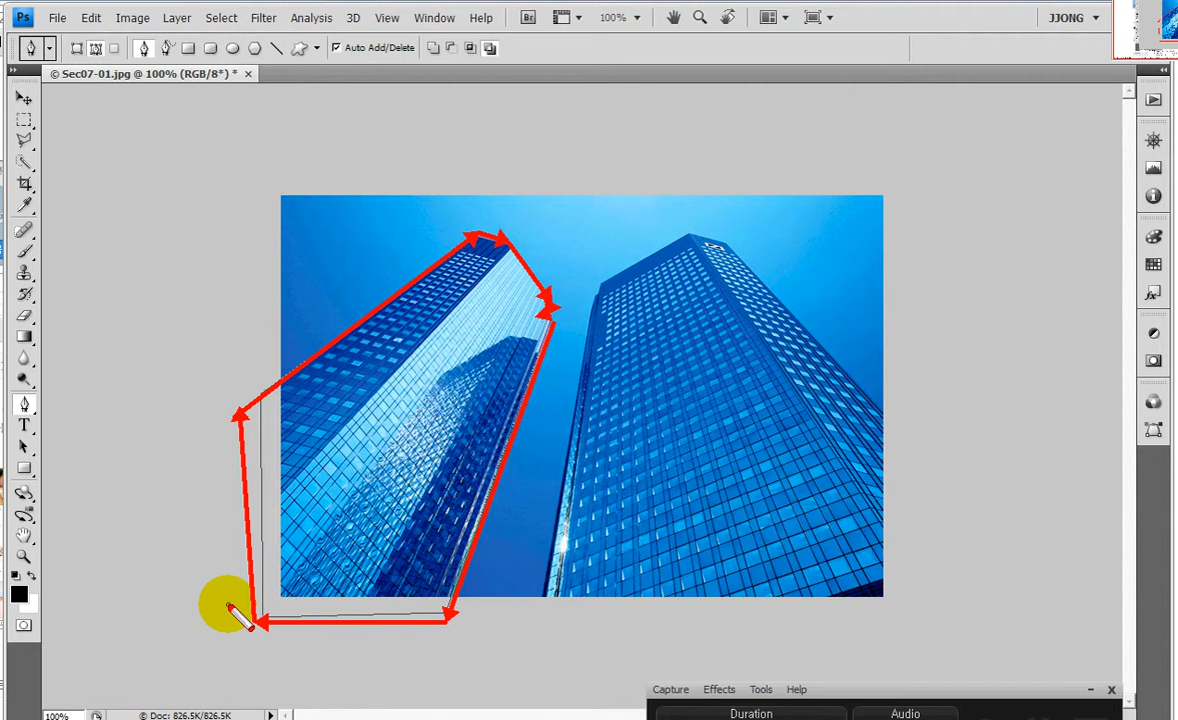 Ps File Edit Image Layer Select Filter Analysis 3D View Window Help Br 100% JJONG
Auto Add/Delete
© Sec07-01.jpg @ 100% (RGB/8*) * ×
T
Capture Effects Tools Help
100% © Doc: 826.5K/826.5K
Duration Audio